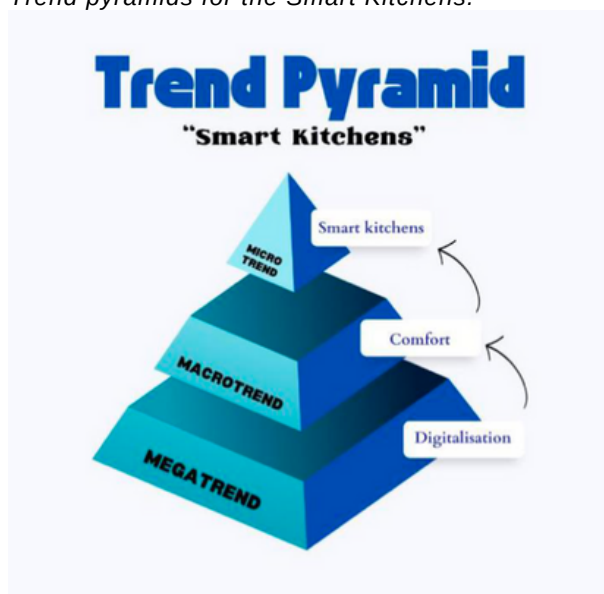 Trend pyramids for the Smart Kitchens.
Trend Pyramid
“Smart Kitchens”
Smart kitchens
MICRO
TREND
Comfort
MACROTREND
Digitalisation
MEGATREND